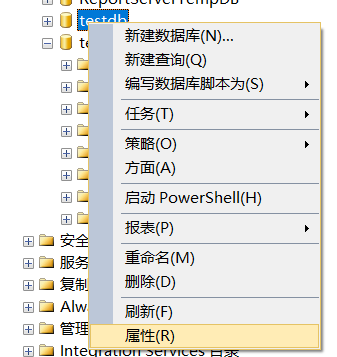 ReportServerTempDB
testdb
te
新建数据库(N)...
新建查询(Q)
编写数据库脚本为(S)
任务(T)
策略(O)
方面(A)
启动 PowerShell(H)
报表(P)
重命名(M)
删除(D)
刷新(F)
属性(R)
安全
服务
复制
Alwa
管理
Integration Services 目录